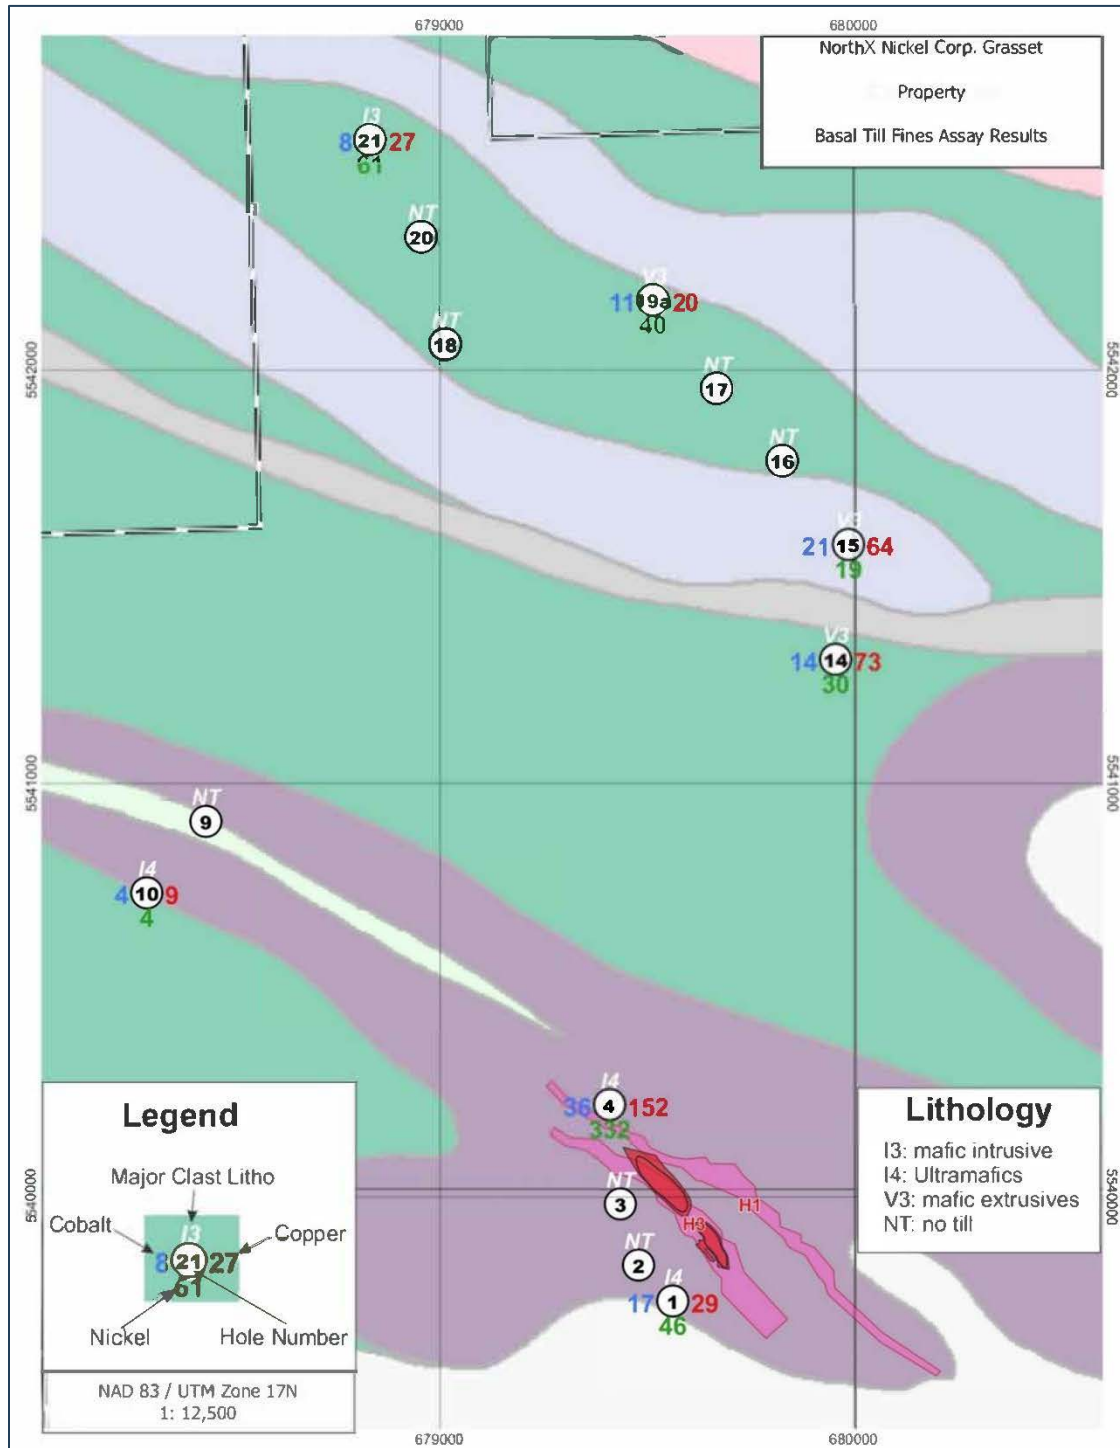 679000
680000
NorthX Nickel Corp. Grasset
Property
Basal Till Fines Assay Results
I3
8 21 27
61
NT
20
V3
11 19a 20
40
5542000
NT
18
5542000
NT
17
NT
16
V3
21 15 64
19
V3
14 14 73
30
5541000
5541000
NT
9
I4
4 10 9
4
I4
36 4 152
332
NT
3
H3
H1
5540000
5540000
NT
2
I4
17 1 29
46
Legend
Major Clast Litho
Cobalt
Copper
I3
8 21 27
61
Nickel
Hole Number
NAD 83 / UTM Zone 17N
1: 12,500
Lithology
I3: mafic intrusive
I4: Ultramafics
V3: mafic extrusives
NT: no till
679000
680000